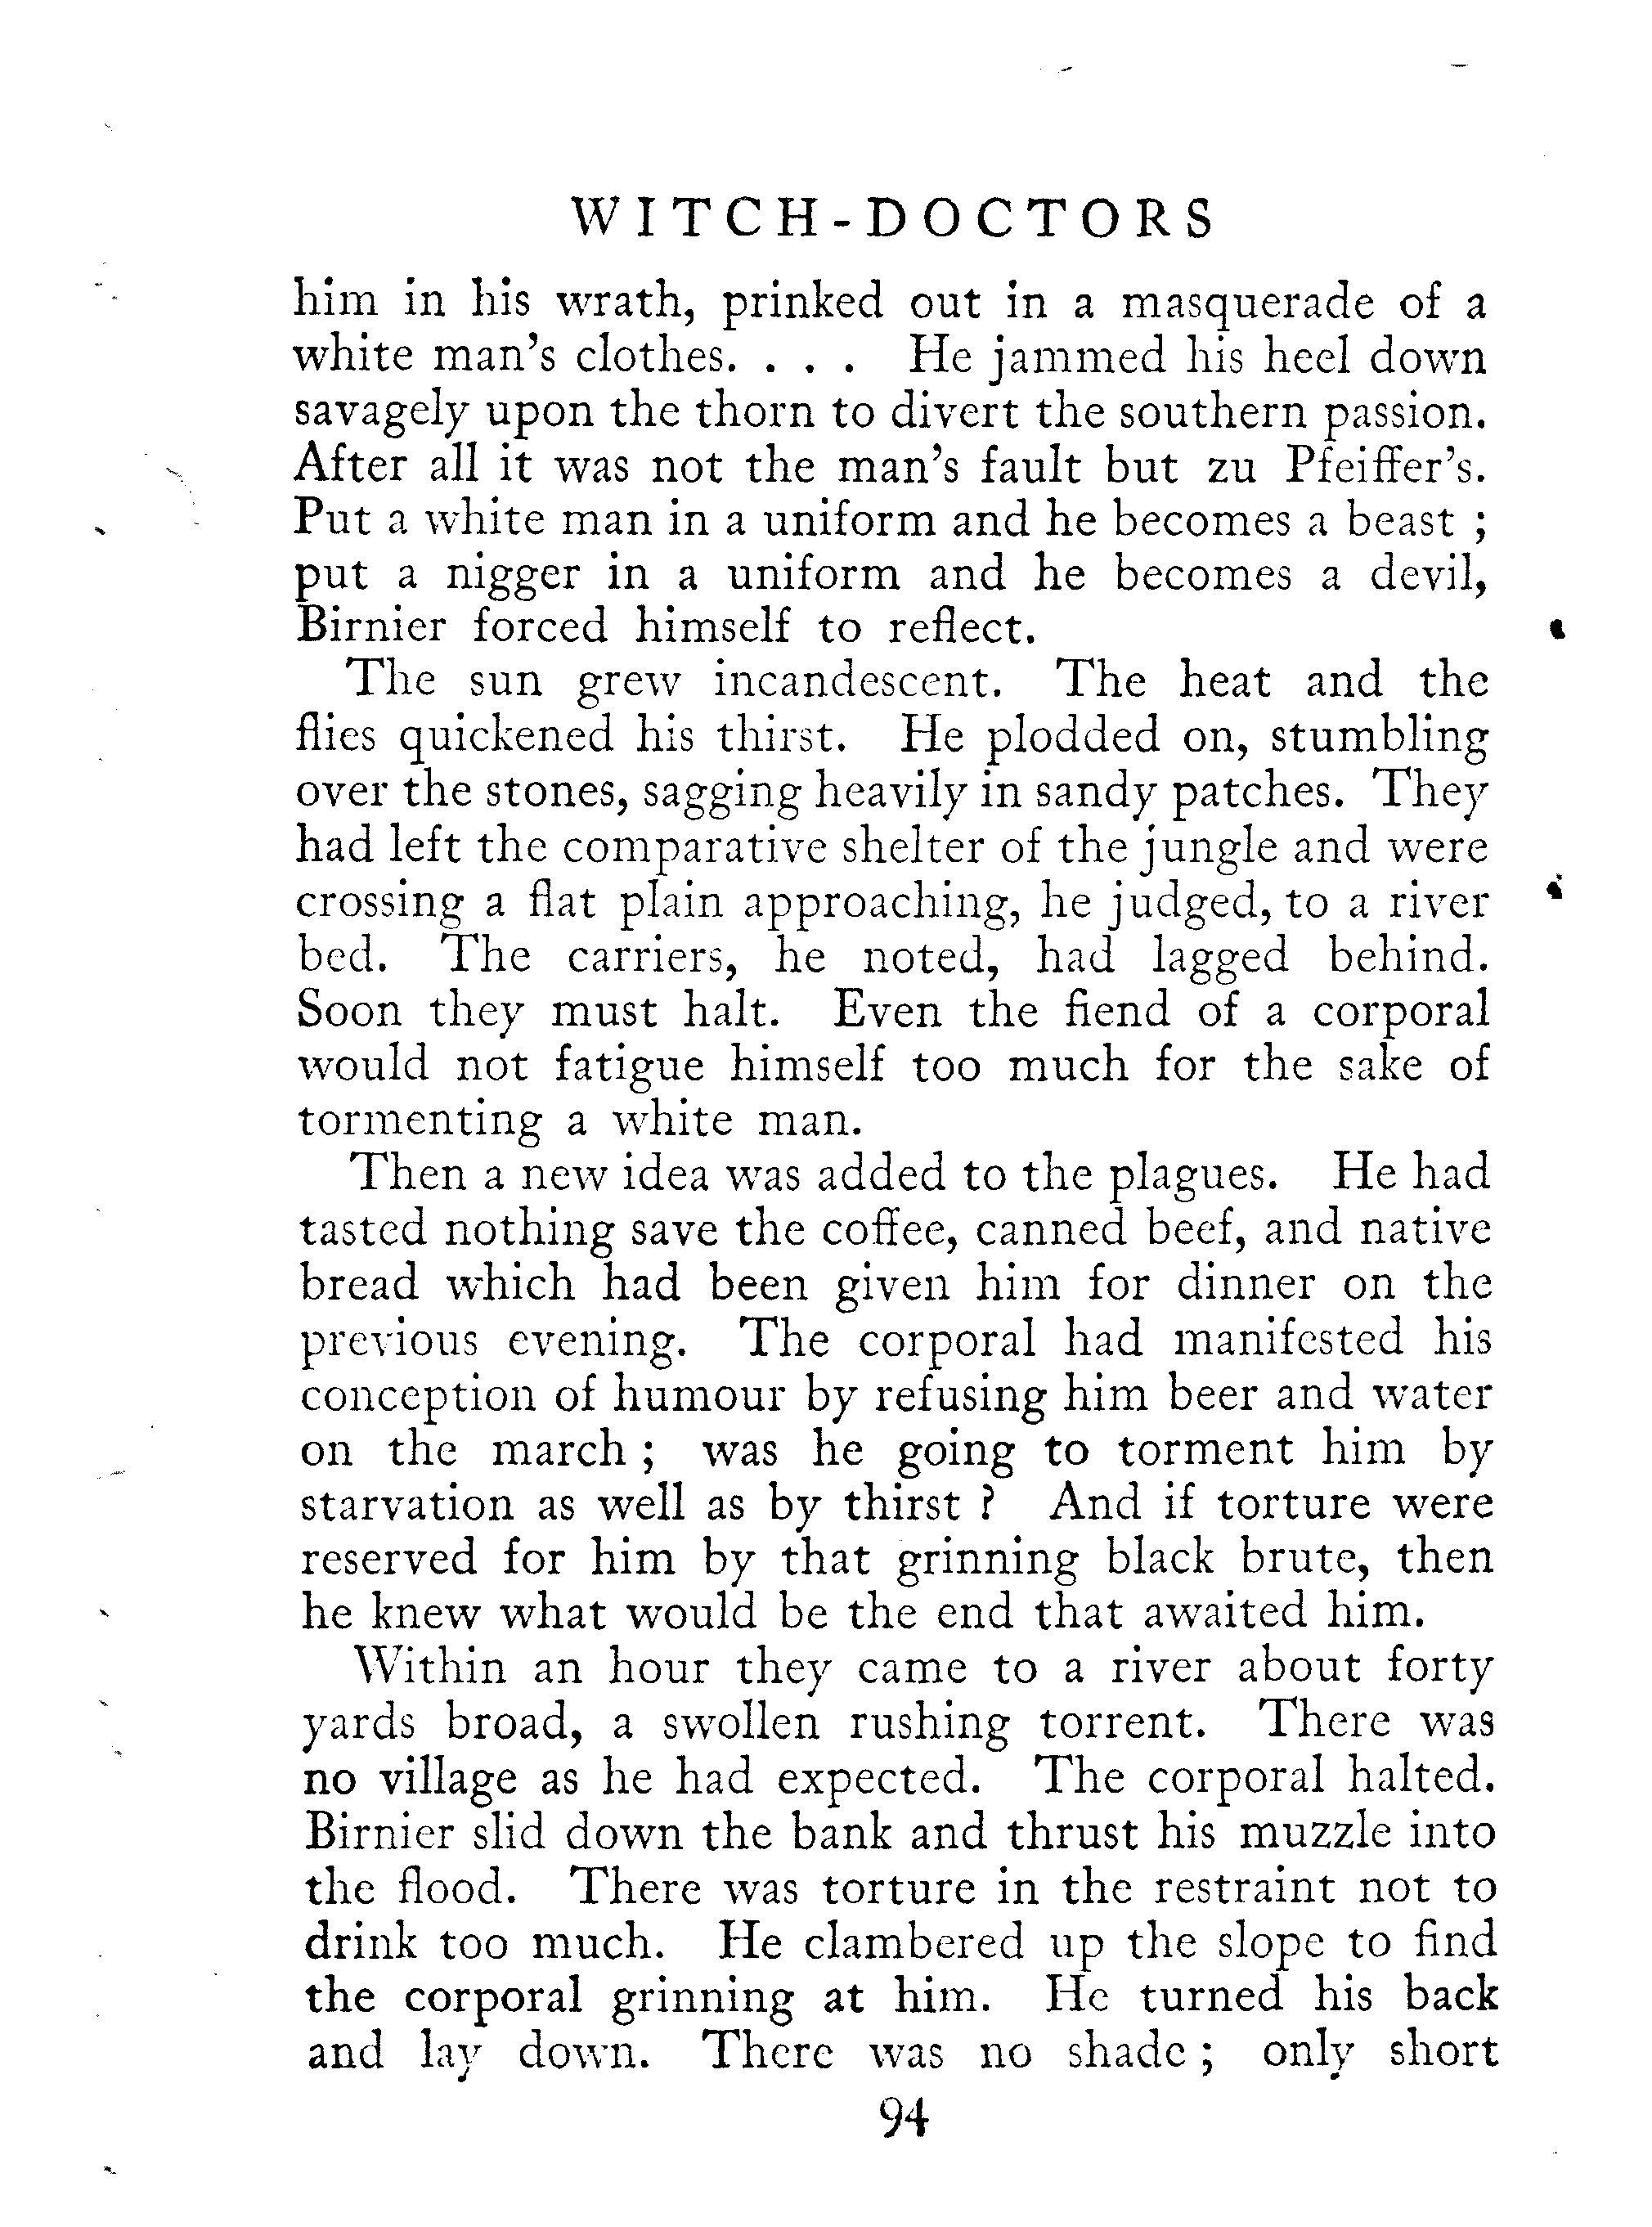 WITCH-DOCTORS
him in his wrath, prinked out in a masquerade of a
white man's clothes. . . . He jammed his heel down
savagely upon the thorn to divert the southern passion.
After all it was not the man's fault but zu Pfeiffer's.
Put a white man in a uniform and he becomes a beast ;
put a nigger in a uniform and he becomes a devil,
Birnier forced himself to reflect.
The sun grew incandescent. The heat and the
flies quickened his thirst. He plodded on, stumbling
over the stones, sagging heavily in sandy patches. They
had left the comparative shelter of the jungle and were
crossing a flat plain approaching, he judged, to a river
bed. The carriers, he noted, had lagged behind.
Soon they must halt. Even the fiend of a corporal
would not fatigue himself too much for the sake of
tormenting a white man.
Then a new idea was added to the plagues. He had
tasted nothing save the coffee, canned beef, and native
bread which had been given him for dinner on the
previous evening. The corporal had manifested his
conception of humour by refusing him beer and water
on the march ; was he going to torment him by
starvation as well as by thirst ? And if torture were
reserved for him by that grinning black brute, then
he knew what would be the end that awaited him.
Within an hour they came to a river about forty
yards broad, a swollen rushing torrent. There was
no village as he had expected. The corporal halted.
Birnier slid down the bank and thrust his muzzle into
the flood. There was torture in the restraint not to
drink too much. He clambered up the slope to find
the corporal grinning at him. He turned his back
and lay down. There was no shade ; only short
94